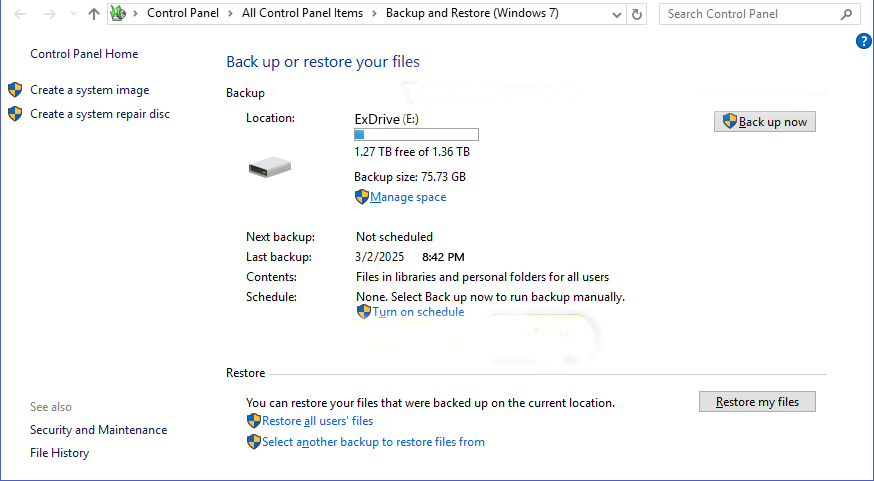 Control Panel > All Control Panel Items > Backup and Restore (Windows 7)
Search Control Panel
?
Control Panel Home
Create a system image
Create a system repair disc
Back up or restore your files
Backup
Location:
ExDrive (E:)
1.27 TB free of 1.36 TB
Backup size: 75.73 GB
Manage space
Back up now
Next backup: Not scheduled
Last backup: 3/2/2025 8:42 PM
Contents: Files in libraries and personal folders for all users
Schedule: None. Select Back up now to run backup manually.
Turn on schedule
Restore
You can restore your files that were backed up on the current location.
Restore my files
Restore all users' files
Select another backup to restore files from
See also
Security and Maintenance
File History